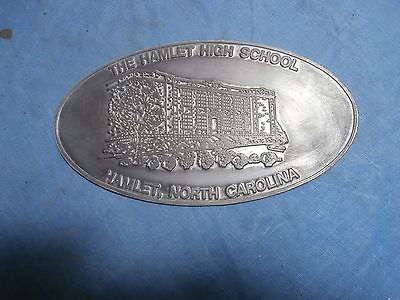 THE HAMLET HIGH SCHOOL
HAMLET, NORTH CAROLINA